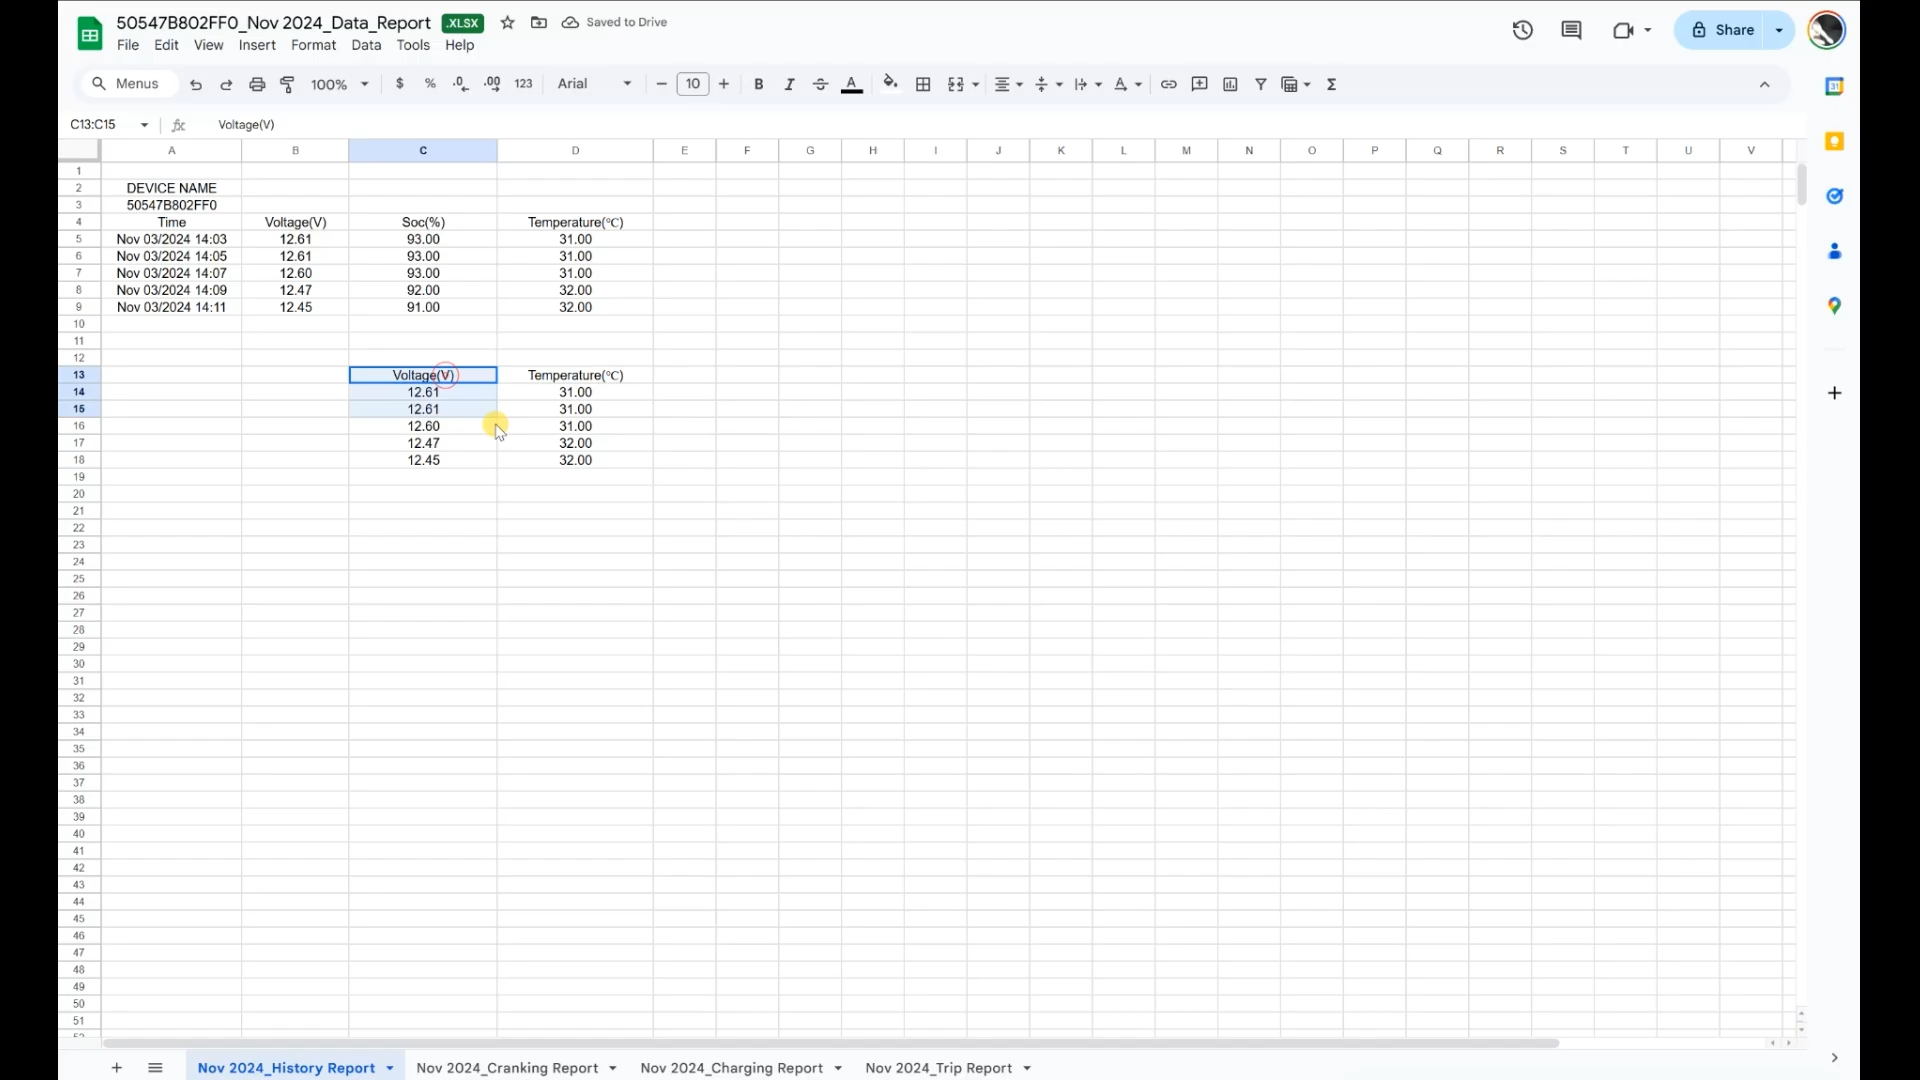 50547B802FF0_Nov 2024_Data_Report .XLSX Saved to Drive
File Edit View Insert Format Data Tools Help
Share
Menus 100% $ % .0 .00 123 Arial 10 B I A
C13:C15 fx Voltage(V)
A B C D E F G H I J K L M N O P Q R S T U V
1
2 DEVICE NAME
3 50547B802FF0
4 Time Voltage(V) Soc(%) Temperature(°C)
5 Nov 03/2024 14:03 12.61 93.00 31.00
6 Nov 03/2024 14:05 12.61 93.00 31.00
7 Nov 03/2024 14:07 12.60 93.00 31.00
8 Nov 03/2024 14:09 12.47 92.00 32.00
9 Nov 03/2024 14:11 12.45 91.00 32.00
10
11
12
13 Voltage(V) Temperature(°C)
14 12.61 31.00
15 12.61 31.00
16 12.60 31.00
17 12.47 32.00
18 12.45 32.00
19
20
21
22
23
24
25
26
27
28
29
30
31
32
33
34
35
36
37
38
39
40
41
42
43
44
45
46
47
48
49
50
51
Nov 2024_History Report Nov 2024_Cranking Report Nov 2024_Charging Report Nov 2024_Trip Report